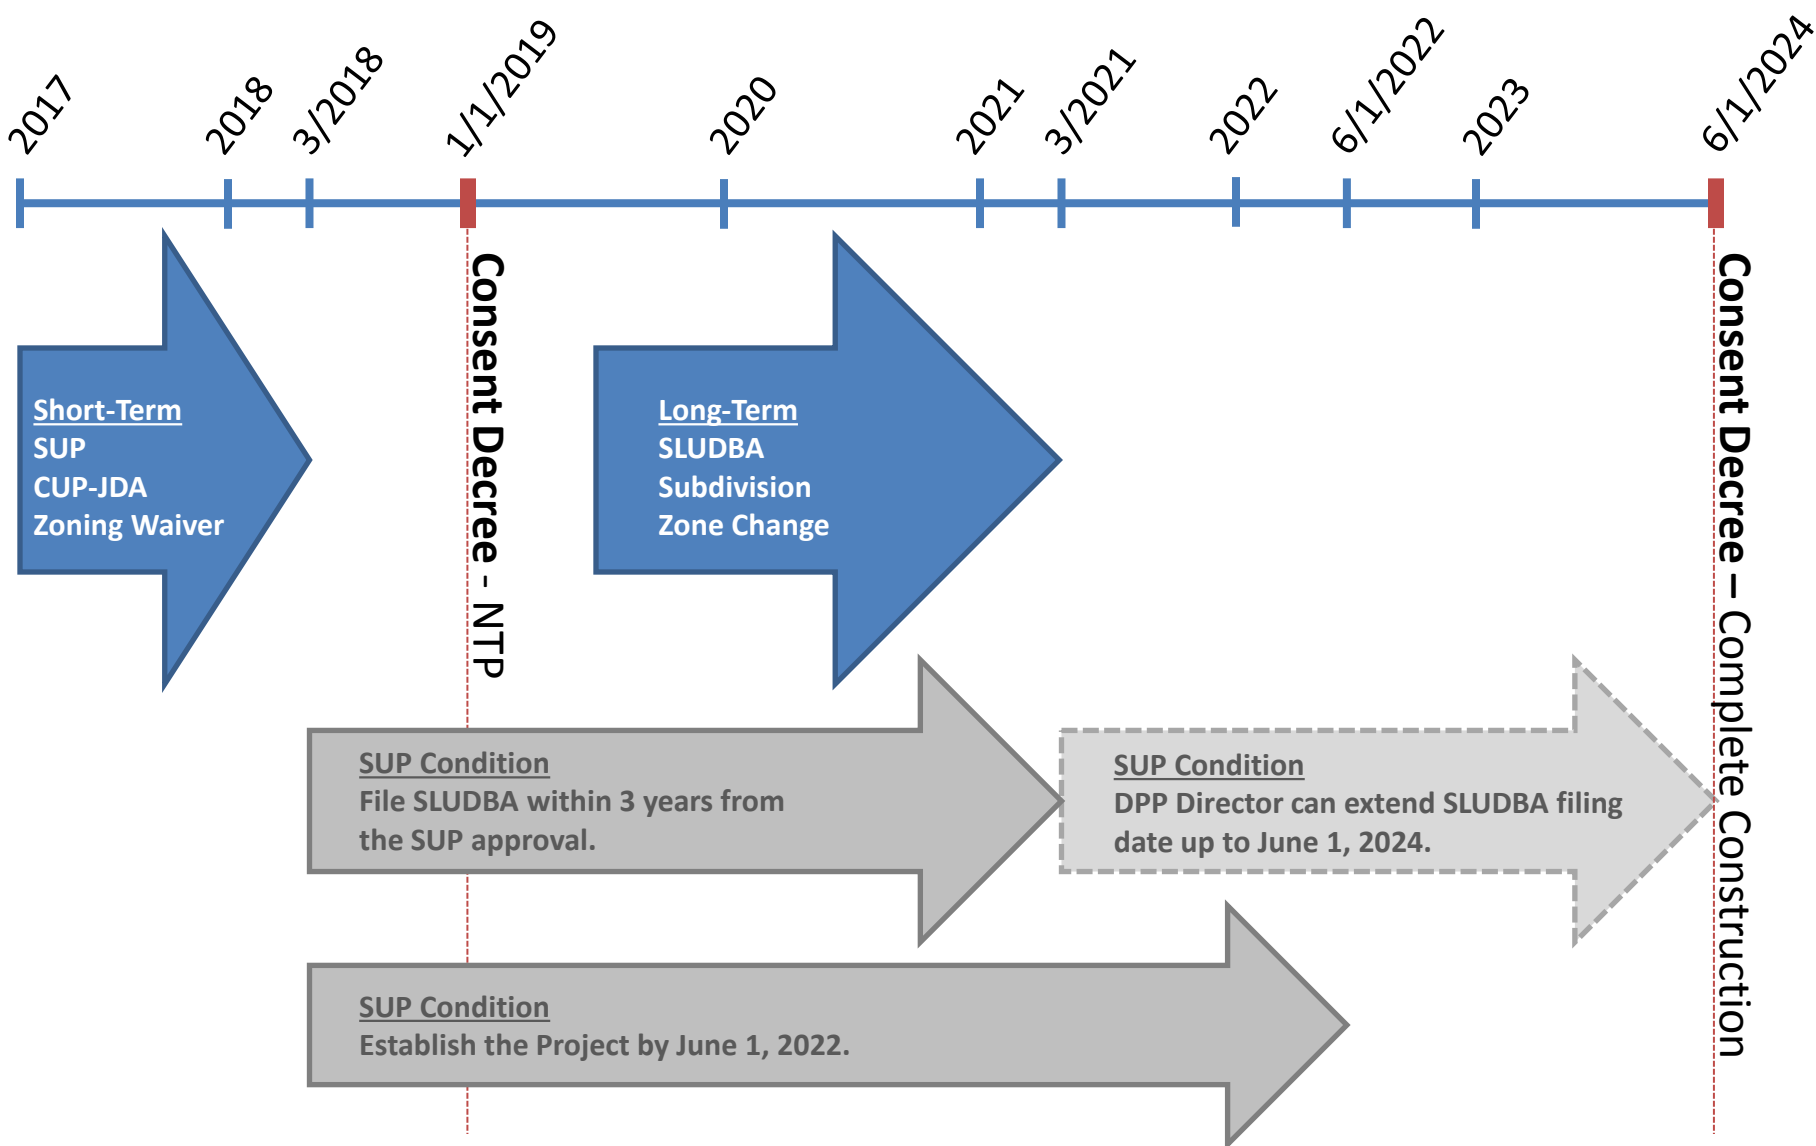 2017
2018
3/2018
1/1/2019
2020
2021
3/2021
2022
6/1/2022
2023
6/1/2024
Short-Term
SUP
CUP-JDA
Zoning Waiver
Consent Decree - NTP
Long-Term
SLUDBA
Subdivision
Zone Change
Consent Decree – Complete Construction
SUP Condition
File SLUDBA within 3 years from
the SUP approval.
SUP Condition
DPP Director can extend SLUDBA filing
date up to June 1, 2024.
SUP Condition
Establish the Project by June 1, 2022.